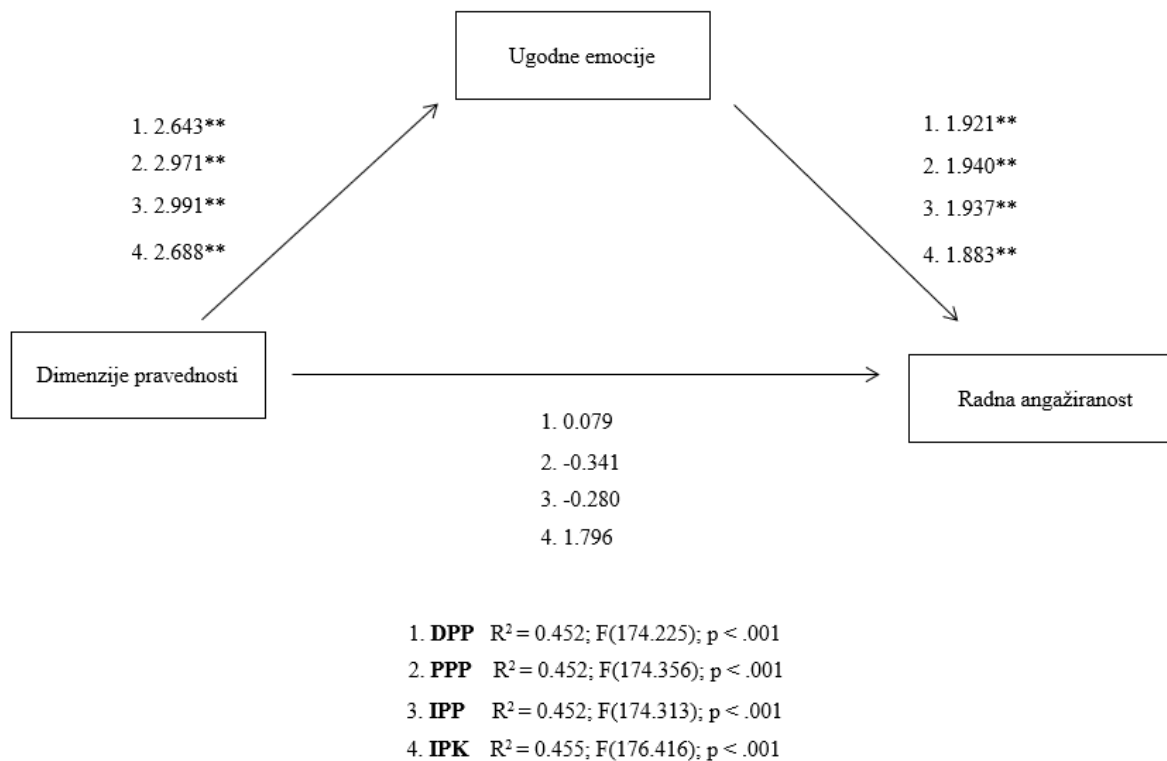 Ugodne emocije
1. 2.643**
2. 2.971**
3. 2.991**
4. 2.688**
1. 1.921**
2. 1.940**
3. 1.937**
4. 1.883**
Dimenzije pravednosti
Radna angažiranost
1. 0.079
2. -0.341
3. -0.280
4. 1.796
1. DPP R² = 0.452; F(174.225); p < .001
2. PPP R² = 0.452; F(174.356); p < .001
3. IPP R² = 0.452; F(174.313); p < .001
4. IPK R² = 0.455; F(176.416); p < .001